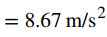 = 8.67 m/s²